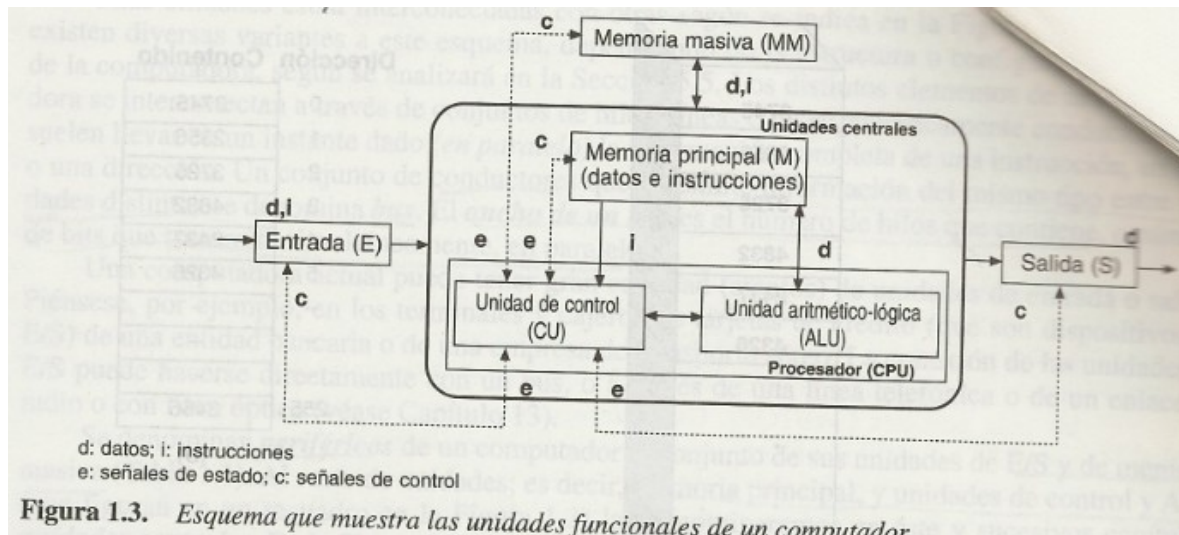 c
Memoria masiva (MM)
d,i
Unidades centrales
c
Memoria principal (M)
(datos e instrucciones)
d,i
Entrada (E)
e
e
i
d
Salida (S)
d
c
Unidad de control
(CU)
Unidad aritmético-lógica
(ALU)
c
Procesador (CPU)
e
e
d: datos; i: instrucciones
e: señales de estado; c: señales de control
Figura 1.3. Esquema que muestra las unidades funcionales de un computador